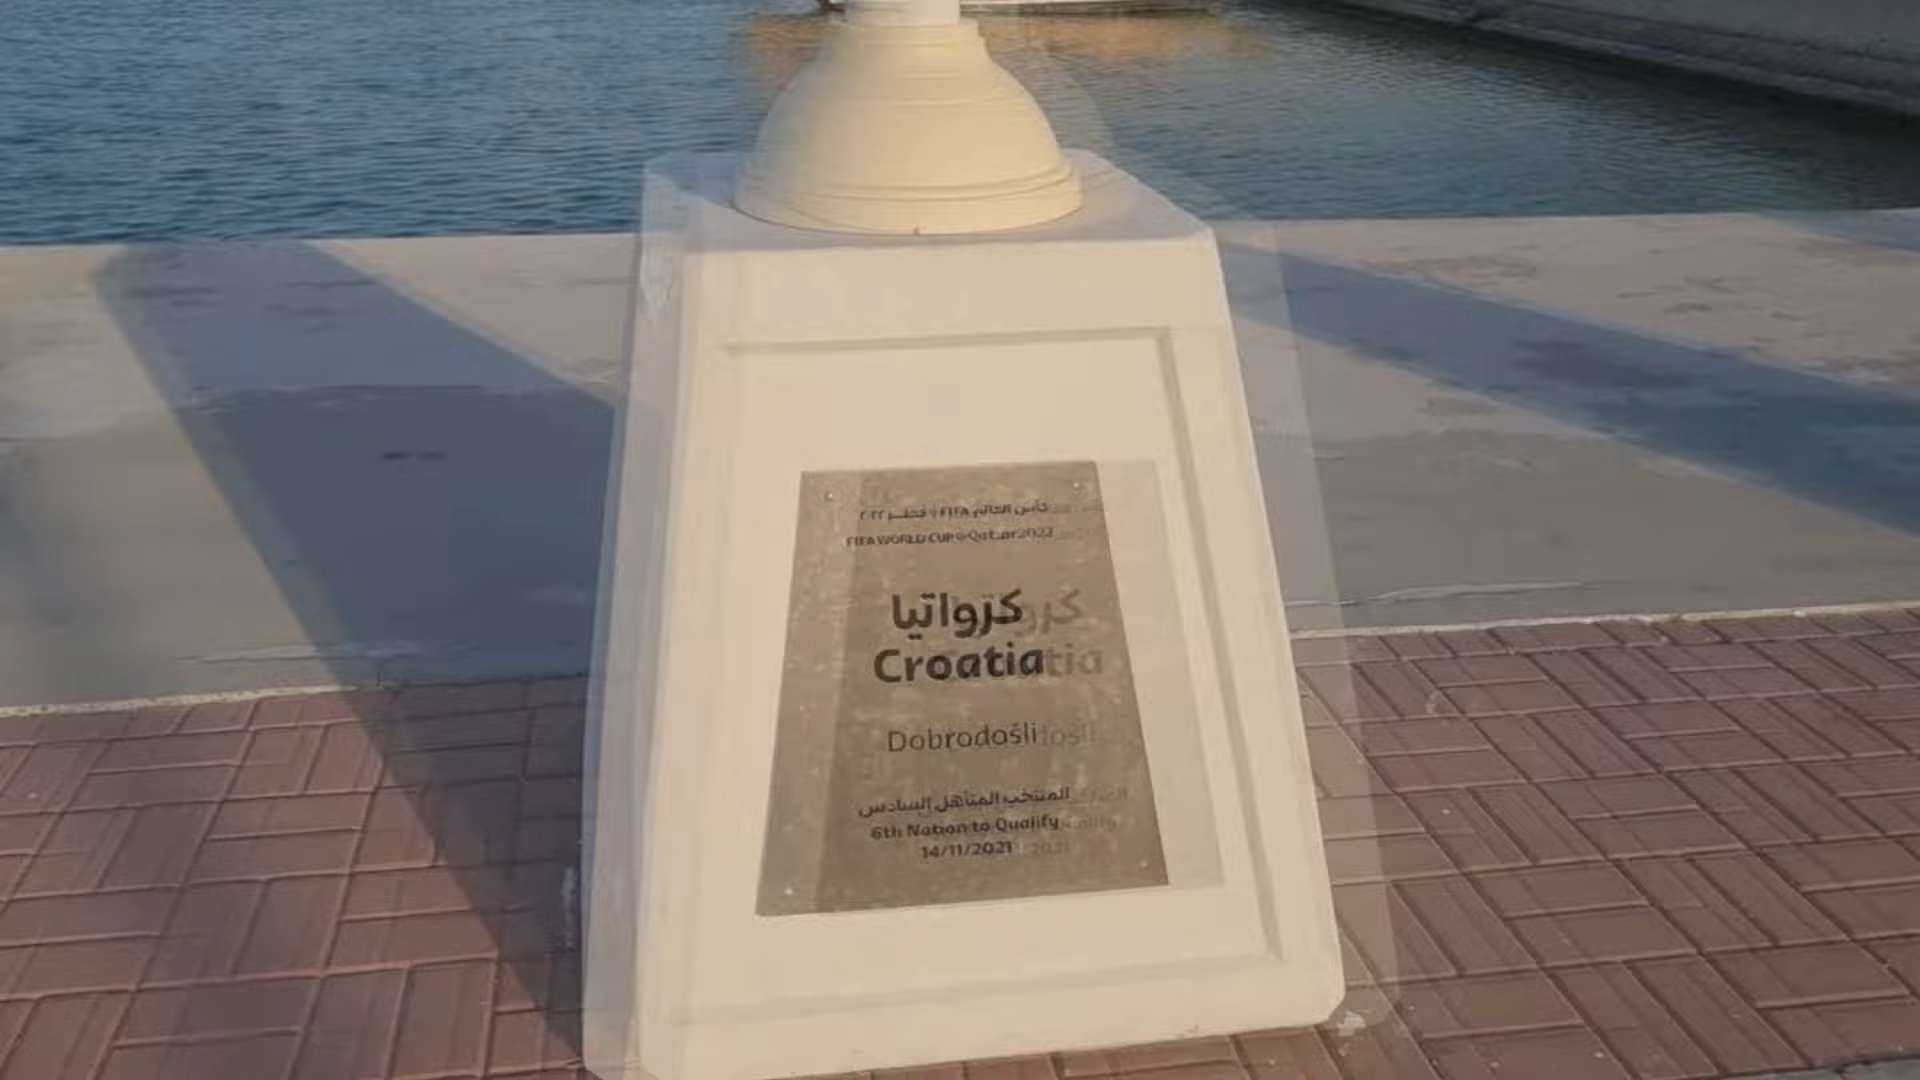 كأس العالم FIFA قطر ٢٠٢٢
FIFA WORLD CUP Qatar2022
كرواتيا
Croatia
Dobrodošli
المنتخب المتأهل السادس
6th Nation to Qualify
14/11/2021